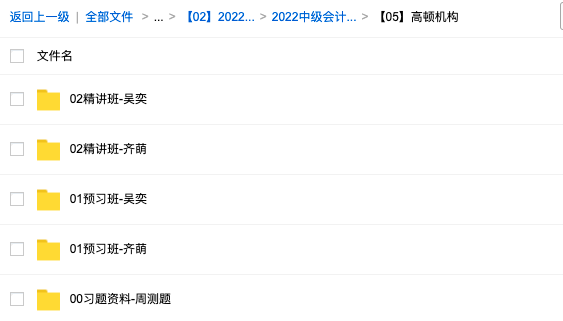 返回上一级 | 全部文件 > ... > 【02】2022... > 2022中级会计... > 【05】高顿机构
文件名
02精讲班-吴奕
02精讲班-齐萌
01预习班-吴奕
01预习班-齐萌
00习题资料-周测题